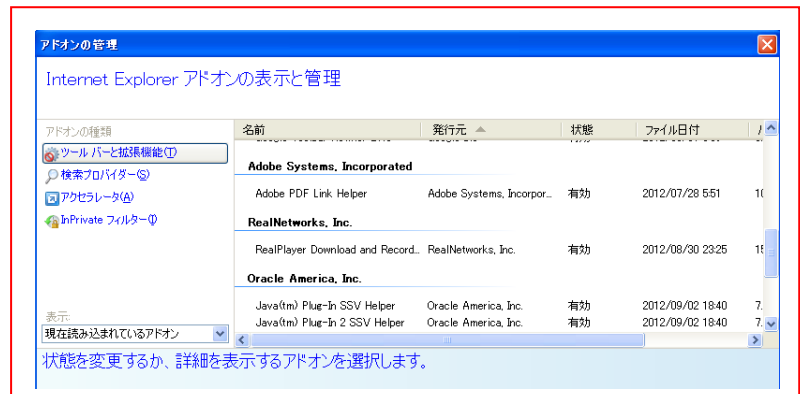 アドオンの管理
Internet Explorer アドオンの表示と管理
アドオンの種類
ツール バーと拡張機能(T)
検索プロバイダー(S)
アクセラレータ(A)
InPrivate フィルター(I)
表示:
現在読み込まれているアドオン
名前 発行元 状態 ファイル日付
Adobe Systems, Incorporated
Adobe PDF Link Helper Adobe Systems, Incorpor... 有効 2012/07/28 5:51
RealNetworks, Inc.
RealPlayer Download and Record... RealNetworks, Inc. 有効 2012/08/30 23:25
Oracle America, Inc.
Java(tm) Plug-In SSV Helper Oracle America, Inc. 有効 2012/09/02 18:40 7.
Java(tm) Plug-In 2 SSV Helper Oracle America, Inc. 有効 2012/09/02 18:40 7.
状態を変更するか、詳細を表示するアドオンを選択します。